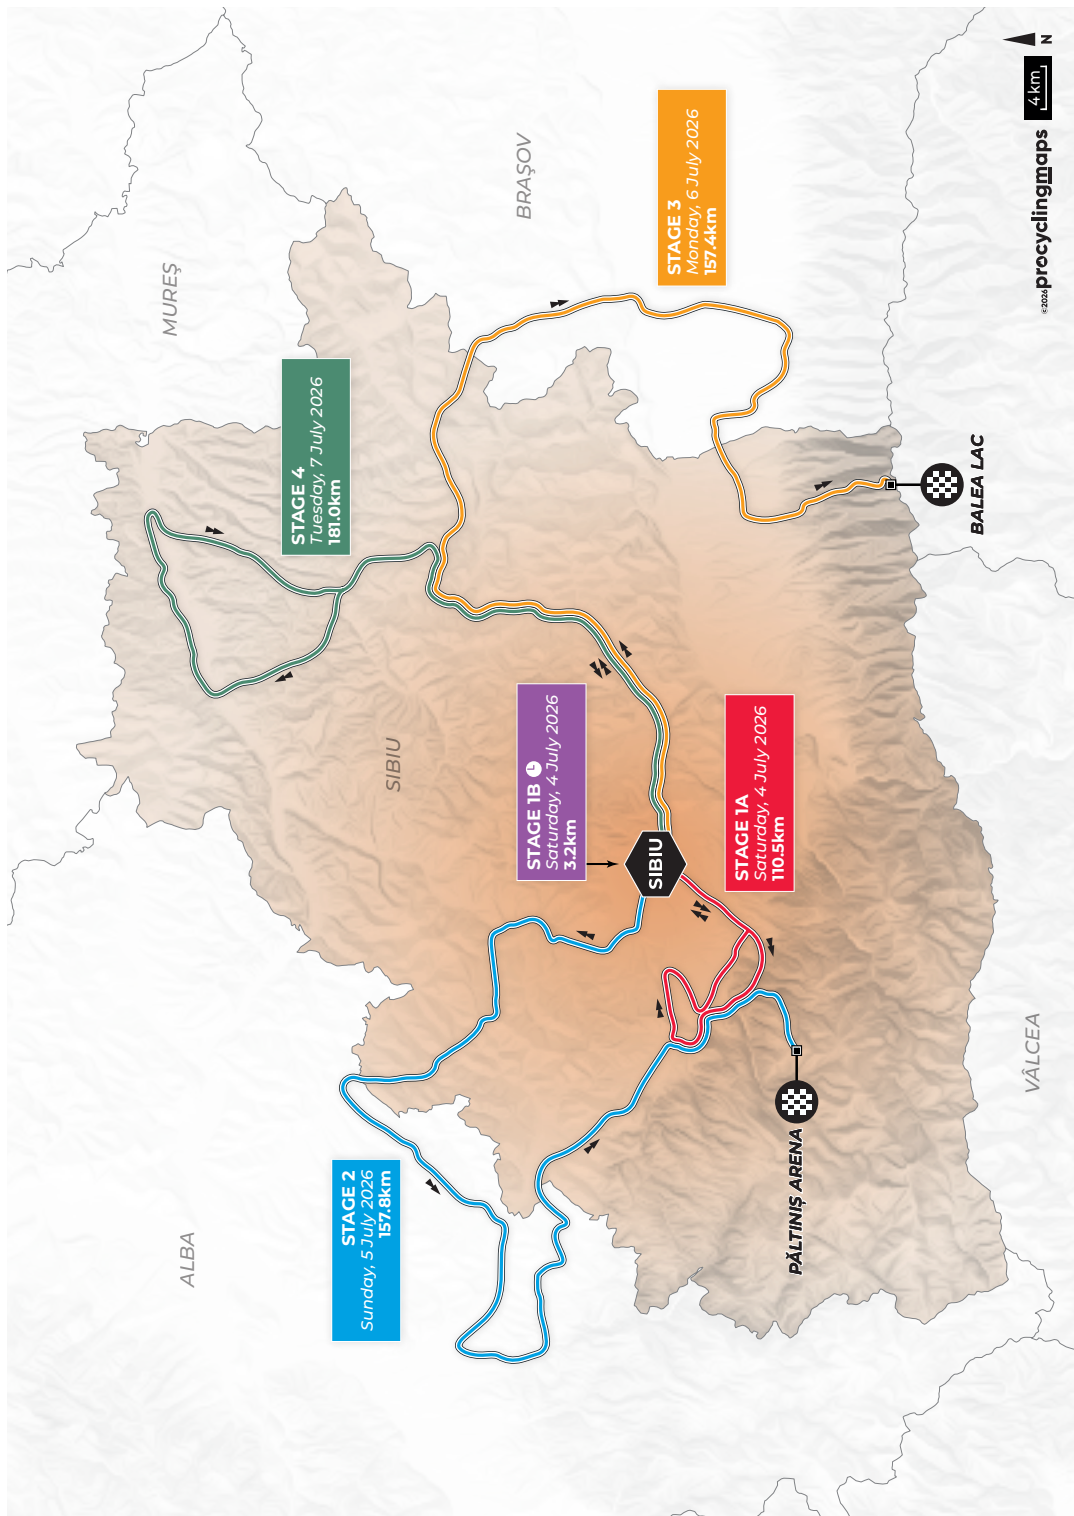 MUREȘ
BRAȘOV
STAGE 4
Tuesday, 7 July 2026
181.0km
STAGE 3
Monday, 6 July 2026
157.4km
SIBIU
STAGE 1B
Saturday, 4 July 2026
3.2km
SIBIU
STAGE 1A
Saturday, 4 July 2026
110.5km
STAGE 2
Sunday, 5 July 2026
157.8km
ALBA
PĂLTINIȘ ARENA
BALEA LAC
VÂLCEA
N
4 km
©2026 procyclingmaps